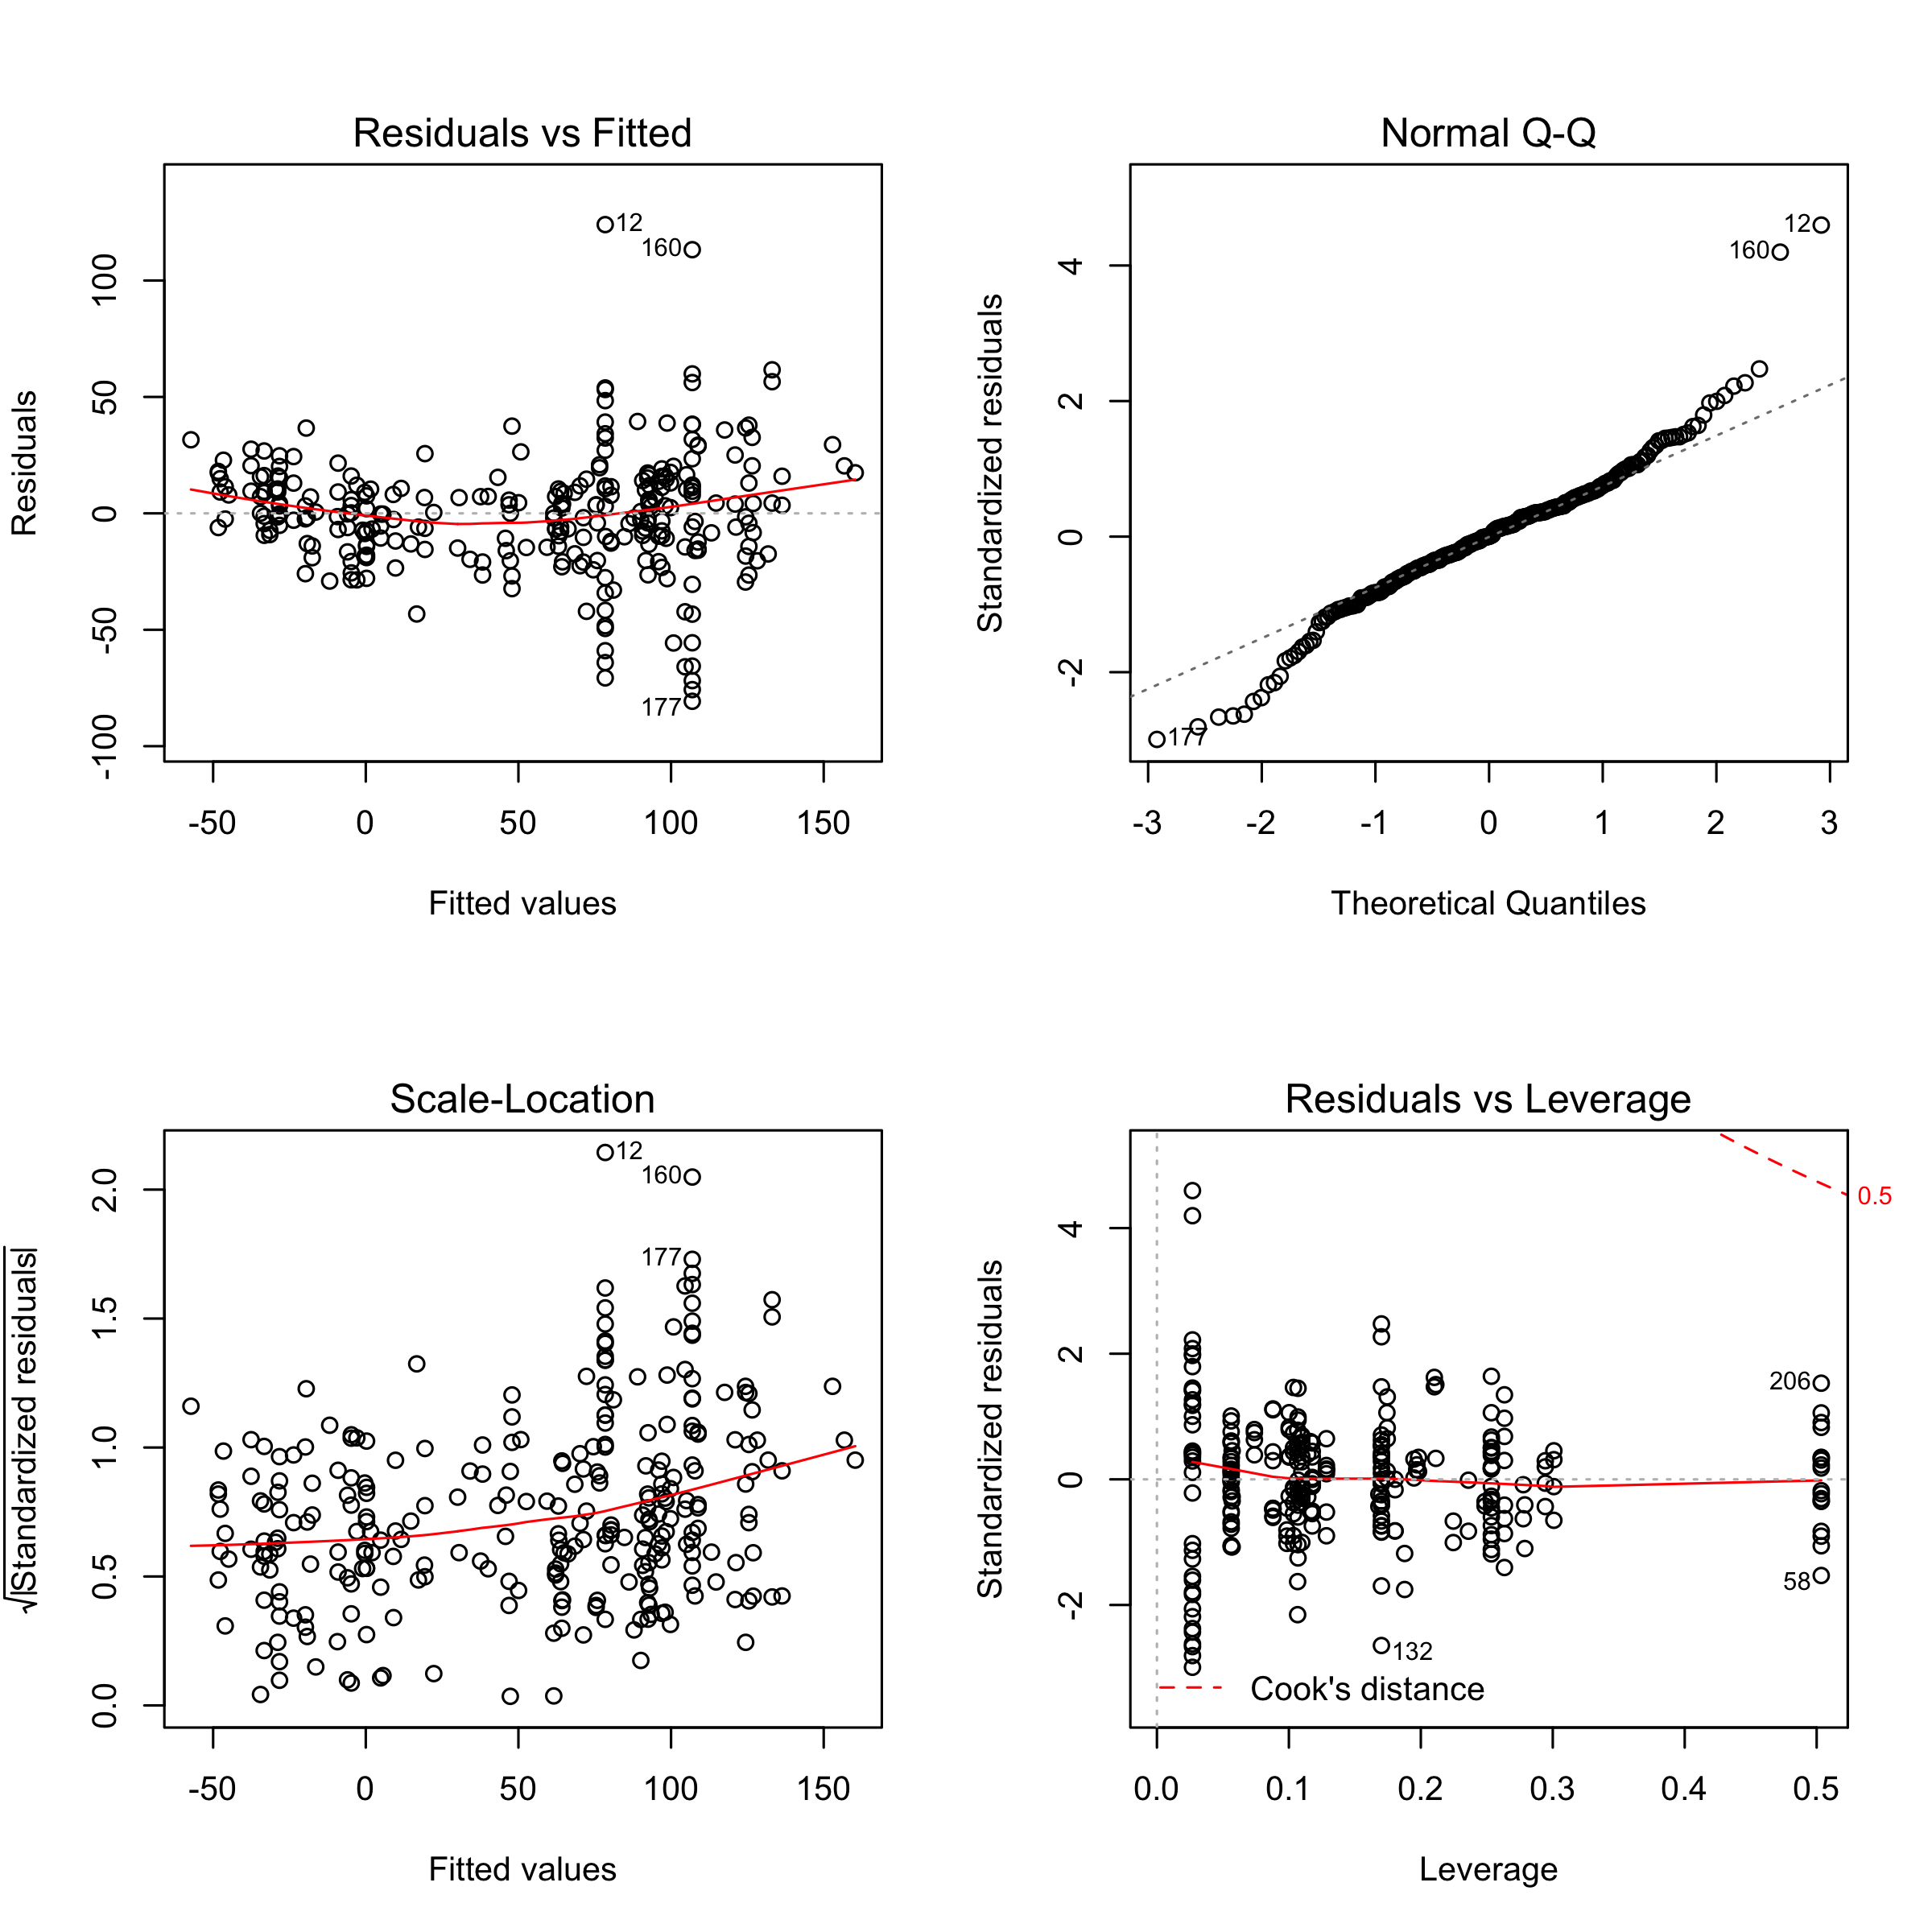 Residuals vs Fitted
Residuals
100
50
0
-50
-100
12
160
177
-50 0 50 100 150
Fitted values
Normal Q-Q
Standardized residuals
4
2
0
-2
12
160
177
-3 -2 -1 0 1 2 3
Theoretical Quantiles
Scale-Location
√|Standardized residuals|
2.0
1.5
1.0
0.5
0.0
12
160
177
-50 0 50 100 150
Fitted values
Residuals vs Leverage
Standardized residuals
4
2
0
-2
0.5
206
58
132
Cook's distance
0.0 0.1 0.2 0.3 0.4 0.5
Leverage